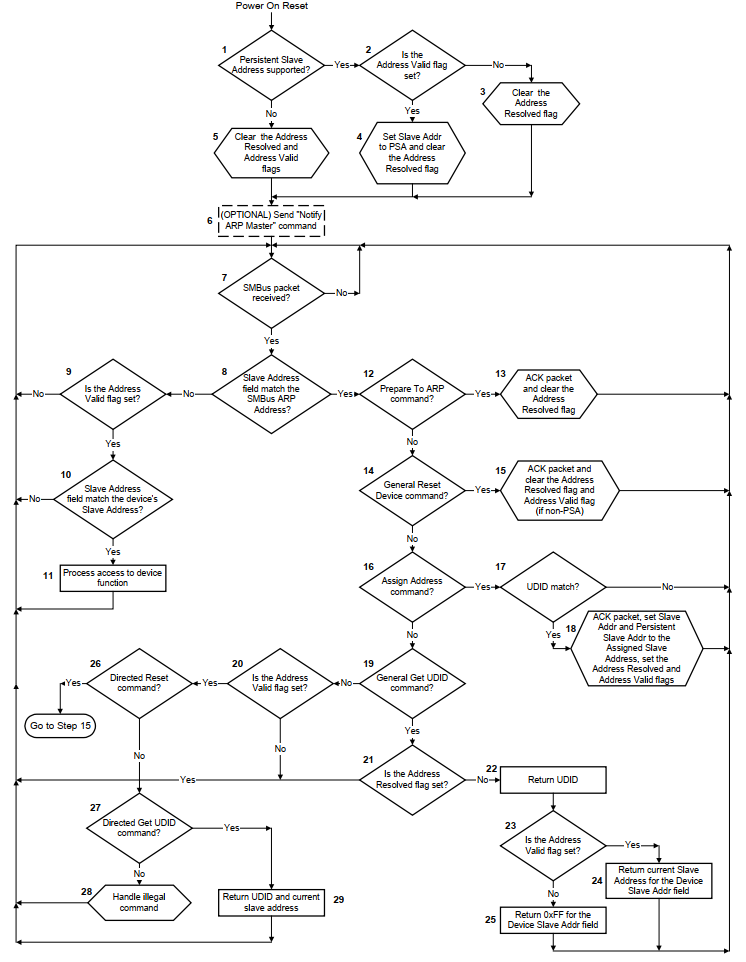 Power On Reset
1
Persistent Slave
Address supported?
Yes
2
Is the
Address Valid flag
set?
No
3
Clear the
Address
Resolved flag
No
Yes
5
Clear the Address
Resolved and
Address Valid
flags
4
Set Slave Addr
to PSA and clear
the Address
Resolved flag
6
(OPTIONAL) Send "Notify
ARP Master" command
7
SMBus packet
received?
No
Yes
9
Is the Address
Valid flag set?
No
No
8
Slave Address
field match the
SMBus ARP
Address?
Yes
12
Prepare To ARP
command?
Yes
13
ACK packet
and clear the
Address
Resolved flag
Yes
No
10
Slave Address
field match the device's
Slave Address?
No
14
General Reset
Device command?
Yes
15
ACK packet and
clear the Address
Resolved flag and
Address Valid flag
(if non-PSA)
Yes
No
11
Process access to device
function
16
Assign Address
command?
Yes
17
UDID match?
No
Yes
No
18
ACK packet, set Slave
Addr and Persistent
Slave Addr to the
Assigned Slave
Address, set the
Address Resolved and
Address Valid flags
26
Directed Reset
command?
Yes
20
Is the Address
Valid flag set?
Yes
19
General Get UDID
command?
No
Go to Step 15
No
No
Yes
21
Is the Address
Resolved flag set?
Yes
No
22
Return UDID
27
Directed Get UDID
command?
Yes
No
23
Is the Address
Valid flag set?
Yes
No
24
Return current Slave
Address for the Device
Slave Addr field
28
Handle illegal
command
Return UDID and current
slave address
29
25
Return 0xFF for the
Device Slave Addr field